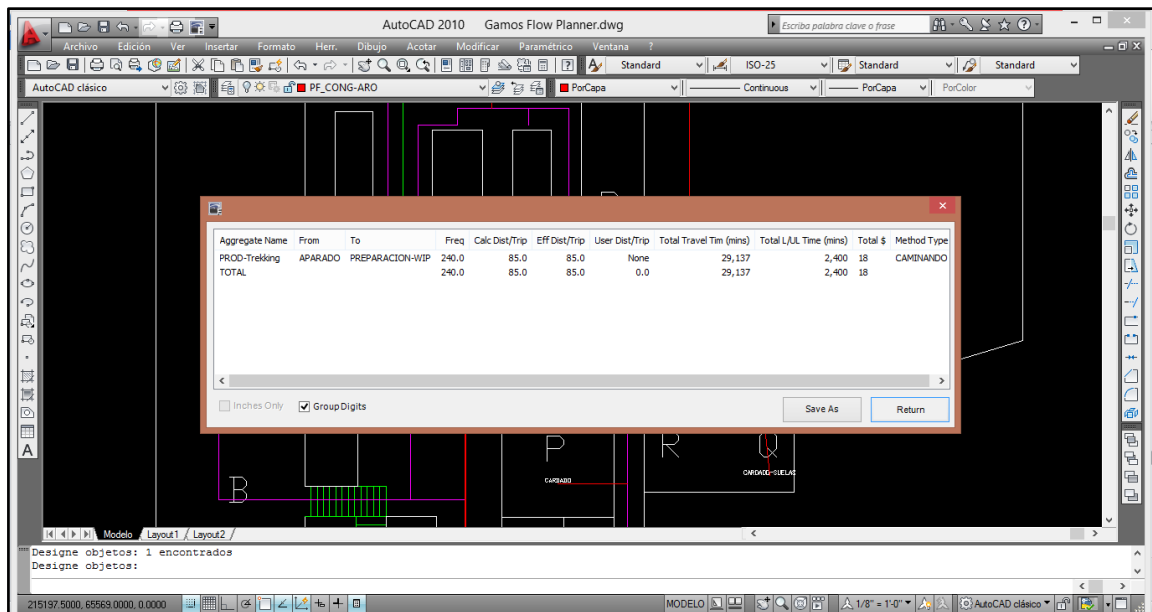 AutoCAD 2010 Gamos Flow Planner.dwg
Escriba palabra clave o frase
Archivo Edición Ver Insertar Formato Herr. Dibujo Acotar Modificar Paramétrico Ventana ?
Standard ISO-25 Standard Standard
AutoCAD clásico PF_CONG-ARO PorCapa Continuous PorCapa PorColor
Aggregate Name From To Freq Calc Dist/Trip Eff Dist/Trip User Dist/Trip Total Travel Tim (mins) Total L/UL Time (mins) Total $ Method Type
PROD-Trekking APARADO PREPARACION-WIP 240.0 85.0 85.0 None 29,137 2,400 18 CAMINANDO
TOTAL 240.0 85.0 85.0 0.0 29,137 2,400 18
Inches Only Group Digits Save As Return
P R Q
CARDADO CARDADO-SUELAS
B
Modelo Layout1 Layout2
Designe objetos: 1 encontrados
Designe objetos:
215197.5000, 65569.0000, 0.0000 MODELO 1/8" = 1'-0" AutoCAD clásico